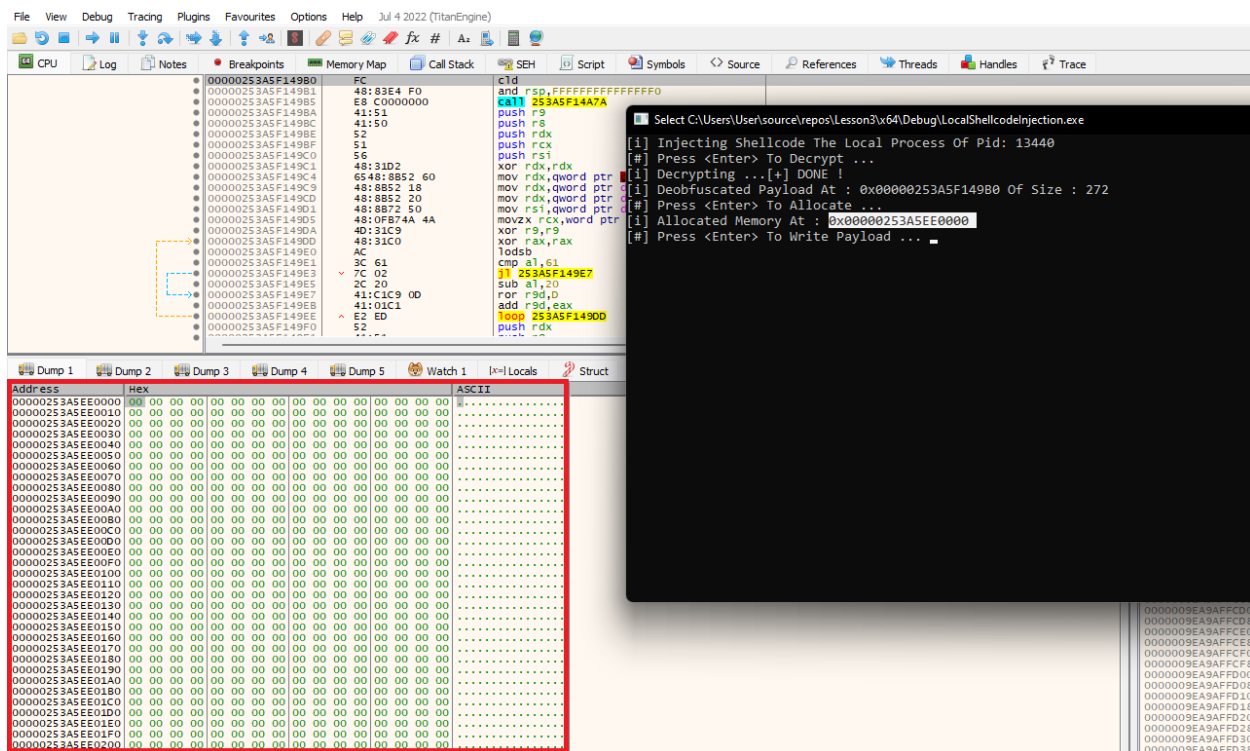 File View Debug Tracing Plugins Favourites Options Help Jul 4 2022 (TitanEngine)
fx # Az
CPU Log Notes Breakpoints Memory Map Call Stack SEH Script Symbols Source References Threads Handles Trace
00000253A5F149B0 FC cld
00000253A5F149B1 48:83E4 F0 and rsp,FFFFFFFFFFFFFFF0
00000253A5F149B5 E8 C0000000 call 253A5F14A7A
00000253A5F149BA 41:51 push r9
00000253A5F149BC 41:50 push r8
00000253A5F149BE 52 push rdx
00000253A5F149BF 51 push rcx
00000253A5F149C0 56 push rsi
00000253A5F149C1 48:31D2 xor rdx,rdx
00000253A5F149C4 6548:8B52 60 mov rdx,qword ptr
00000253A5F149C9 48:8B52 18 mov rdx,qword ptr
00000253A5F149CD 48:8B52 20 mov rdx,qword ptr
00000253A5F149D1 48:8B72 50 mov rsi,qword ptr
00000253A5F149D5 48:0FB74A 4A movzx rcx,word ptr
00000253A5F149DA 4D:31C9 xor r9,r9
00000253A5F149DD 48:31C0 xor rax,rax
00000253A5F149E0 AC lodsb
00000253A5F149E1 3C 61 cmp al,61
00000253A5F149E3 7C 02 jl 253A5F149E7
00000253A5F149E5 2C 20 sub al,20
00000253A5F149E7 41:C1C9 0D ror r9d,D
00000253A5F149EB 41:01C1 add r9d,eax
00000253A5F149EE E2 ED loop 253A5F149DD
00000253A5F149F0 52 push rdx
Select C:\Users\User\source\repos\Lesson3\x64\Debug\LocalShellcodeInjection.exe
[i] Injecting Shellcode The Local Process Of Pid: 13440
[#] Press <Enter> To Decrypt ...
[i] Decrypting ...[+] DONE !
[i] Deobfuscated Payload At : 0x00000253A5F149B0 Of Size : 272
[#] Press <Enter> To Allocate ...
[i] Allocated Memory At : 0x00000253A5EE0000
[#] Press <Enter> To Write Payload ...
Dump 1 Dump 2 Dump 3 Dump 4 Dump 5 Watch 1 [x=] Locals Struct
Address Hex ASCII
00000253A5EE0000 00 00 00 00 00 00 00 00 00 00 00 00 00 00 00 00 ................
00000253A5EE0010 00 00 00 00 00 00 00 00 00 00 00 00 00 00 00 00 ................
00000253A5EE0020 00 00 00 00 00 00 00 00 00 00 00 00 00 00 00 00 ................
00000253A5EE0030 00 00 00 00 00 00 00 00 00 00 00 00 00 00 00 00 ................
00000253A5EE0040 00 00 00 00 00 00 00 00 00 00 00 00 00 00 00 00 ................
00000253A5EE0050 00 00 00 00 00 00 00 00 00 00 00 00 00 00 00 00 ................
00000253A5EE0060 00 00 00 00 00 00 00 00 00 00 00 00 00 00 00 00 ................
00000253A5EE0070 00 00 00 00 00 00 00 00 00 00 00 00 00 00 00 00 ................
00000253A5EE0080 00 00 00 00 00 00 00 00 00 00 00 00 00 00 00 00 ................
00000253A5EE0090 00 00 00 00 00 00 00 00 00 00 00 00 00 00 00 00 ................
00000253A5EE00A0 00 00 00 00 00 00 00 00 00 00 00 00 00 00 00 00 ................
00000253A5EE00B0 00 00 00 00 00 00 00 00 00 00 00 00 00 00 00 00 ................
00000253A5EE00C0 00 00 00 00 00 00 00 00 00 00 00 00 00 00 00 00 ................
00000253A5EE00D0 00 00 00 00 00 00 00 00 00 00 00 00 00 00 00 00 ................
00000253A5EE00E0 00 00 00 00 00 00 00 00 00 00 00 00 00 00 00 00 ................
00000253A5EE00F0 00 00 00 00 00 00 00 00 00 00 00 00 00 00 00 00 ................
00000253A5EE0100 00 00 00 00 00 00 00 00 00 00 00 00 00 00 00 00 ................
00000253A5EE0110 00 00 00 00 00 00 00 00 00 00 00 00 00 00 00 00 ................
00000253A5EE0120 00 00 00 00 00 00 00 00 00 00 00 00 00 00 00 00 ................
00000253A5EE0130 00 00 00 00 00 00 00 00 00 00 00 00 00 00 00 00 ................
00000253A5EE0140 00 00 00 00 00 00 00 00 00 00 00 00 00 00 00 00 ................
00000253A5EE0150 00 00 00 00 00 00 00 00 00 00 00 00 00 00 00 00 ................
00000253A5EE0160 00 00 00 00 00 00 00 00 00 00 00 00 00 00 00 00 ................
00000253A5EE0170 00 00 00 00 00 00 00 00 00 00 00 00 00 00 00 00 ................
00000253A5EE0180 00 00 00 00 00 00 00 00 00 00 00 00 00 00 00 00 ................
00000253A5EE0190 00 00 00 00 00 00 00 00 00 00 00 00 00 00 00 00 ................
00000253A5EE01A0 00 00 00 00 00 00 00 00 00 00 00 00 00 00 00 00 ................
00000253A5EE01B0 00 00 00 00 00 00 00 00 00 00 00 00 00 00 00 00 ................
00000253A5EE01C0 00 00 00 00 00 00 00 00 00 00 00 00 00 00 00 00 ................
00000253A5EE01D0 00 00 00 00 00 00 00 00 00 00 00 00 00 00 00 00 ................
00000253A5EE01E0 00 00 00 00 00 00 00 00 00 00 00 00 00 00 00 00 ................
00000253A5EE01F0 00 00 00 00 00 00 00 00 00 00 00 00 00 00 00 00 ................
00000253A5EE0200 00 00 00 00 00 00 00 00 00 00 00 00 00 00 00 00 ................
0000009EA9AFFCD0
0000009EA9AFFCD8
0000009EA9AFFCE0
0000009EA9AFFCE8
0000009EA9AFFCF0
0000009EA9AFFCF8
0000009EA9AFFD00
0000009EA9AFFD08
0000009EA9AFFD10
0000009EA9AFFD18
0000009EA9AFFD20
0000009EA9AFFD28
0000009EA9AFFD30